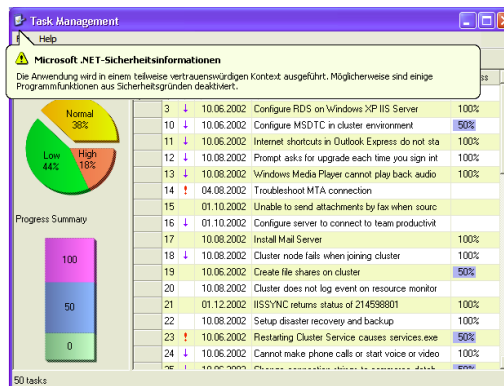 Task Management
Help
Microsoft .NET-Sicherheitsinformationen
Die Anwendung wird in einem teilweise vertrauenswürdigen Kontext ausgeführt. Möglicherweise sind einige
Programmfunktionen aus Sicherheitsgründen deaktiviert.
Normal
38%
Low
44%
High
18%
Progress Summary
100
50
0
3 10.06.2002 Configure RDS on Windows XP IIS Server 100%
10 10.06.2002 Configure MSDTC in cluster environment 50%
11 10.06.2002 Internet shortcuts in Outlook Express do not sta 100%
12 10.08.2002 Prompt asks for upgrade each time you sign int 100%
13 10.08.2002 Windows Media Player cannot play back audio 100%
14 ! 04.08.2002 Troubleshoot MTA connection
15 01.10.2002 Unable to send attachments by fax when sourc
16 01.10.2002 Configure server to connect to team productivit
17 10.08.2002 Install Mail Server 100%
18 10.08.2002 Cluster node fails when joining cluster 100%
19 10.06.2002 Create file shares on cluster 50%
20 10.08.2002 Cluster does not log event on resource monitor
21 01.12.2002 IISSYNC returns status of 214598801 100%
22 10.08.2002 Setup disaster recovery and backup 100%
23 ! 10.06.2002 Restarting Cluster Service causes services.exe 50%
24 10.06.2002 Cannot make phone calls or start voice or video 100%
50 tasks